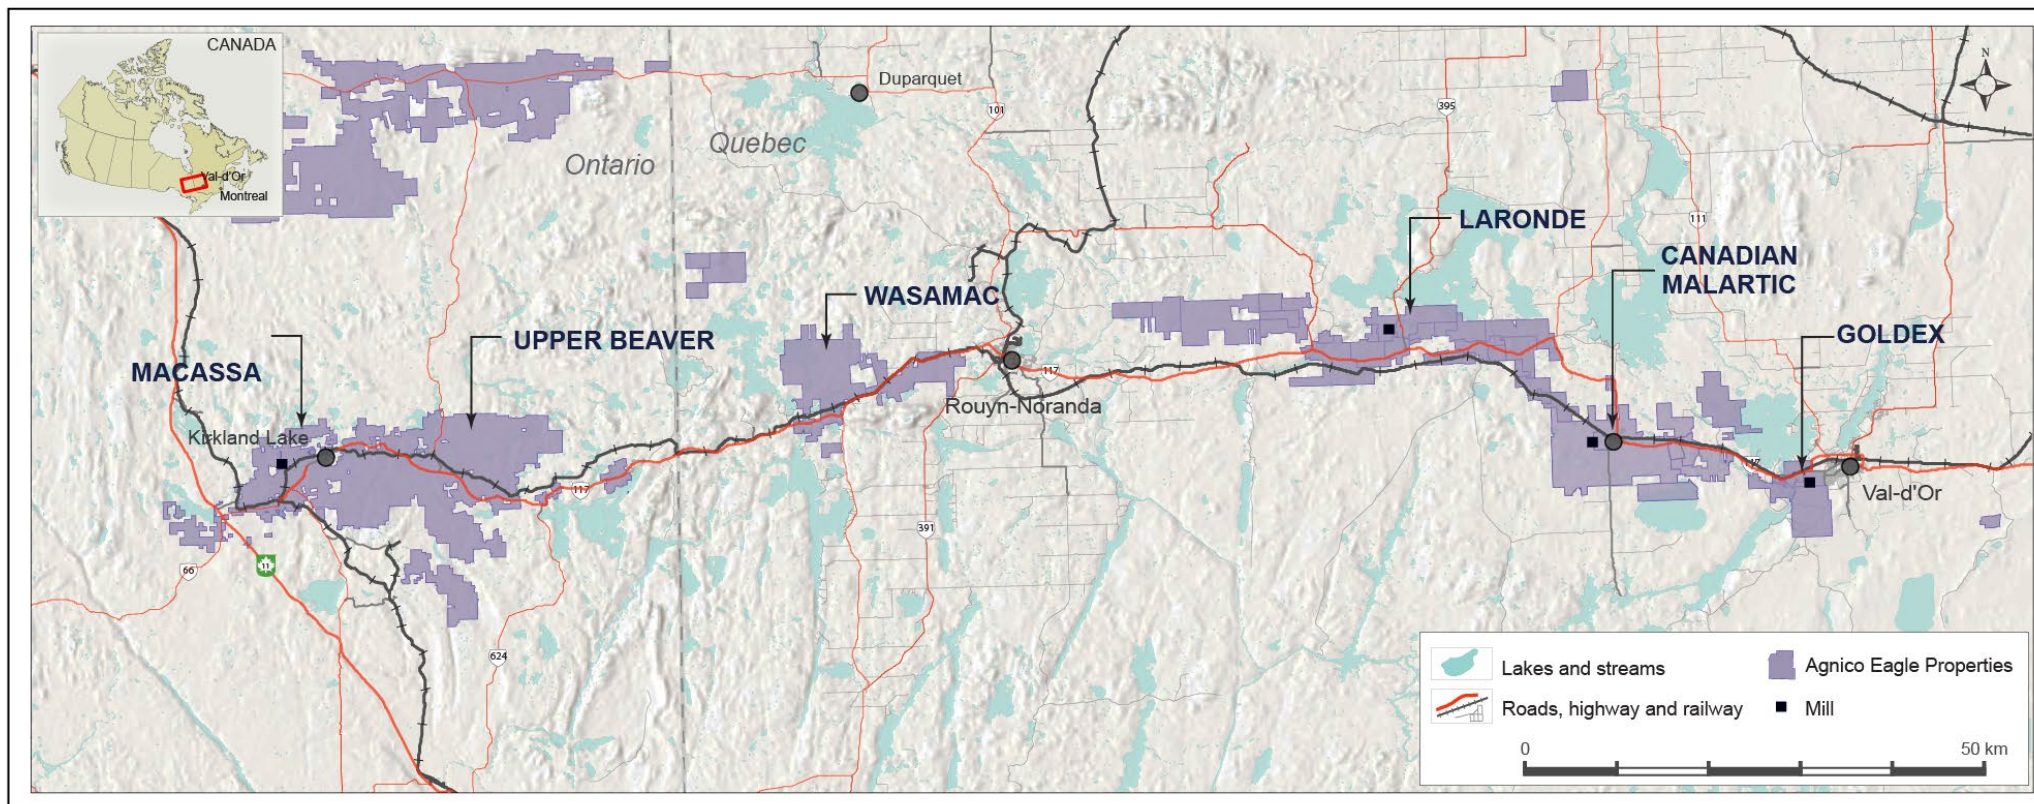 CANADA
Val-d'Or
Montreal
Duparquet
N
101
395
Quebec
Ontario
111
LARONDE
CANADIAN
MALARTIC
WASAMAC
UPPER BEAVER
GOLDEX
MACASSA
117
Rouyn-Noranda
Kirkland Lake
117
117
Val-d'Or
391
66
11
624
Lakes and streams
Agnico Eagle Properties
Roads, highway and railway
Mill
0
50 km